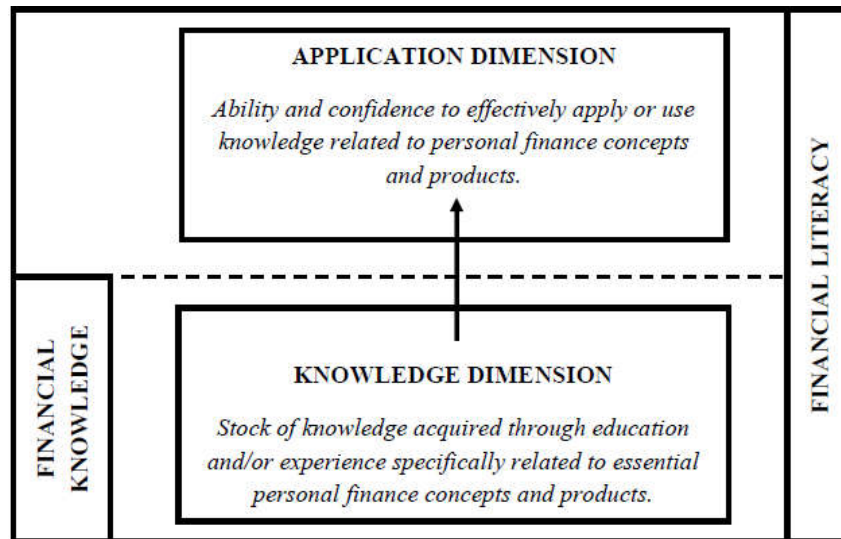 APPLICATION DIMENSION
Ability and confidence to effectively apply or use
knowledge related to personal finance concepts
and products.
FINANCIAL LITERACY
FINANCIAL
KNOWLEDGE
KNOWLEDGE DIMENSION
Stock of knowledge acquired through education
and/or experience specifically related to essential
personal finance concepts and products.